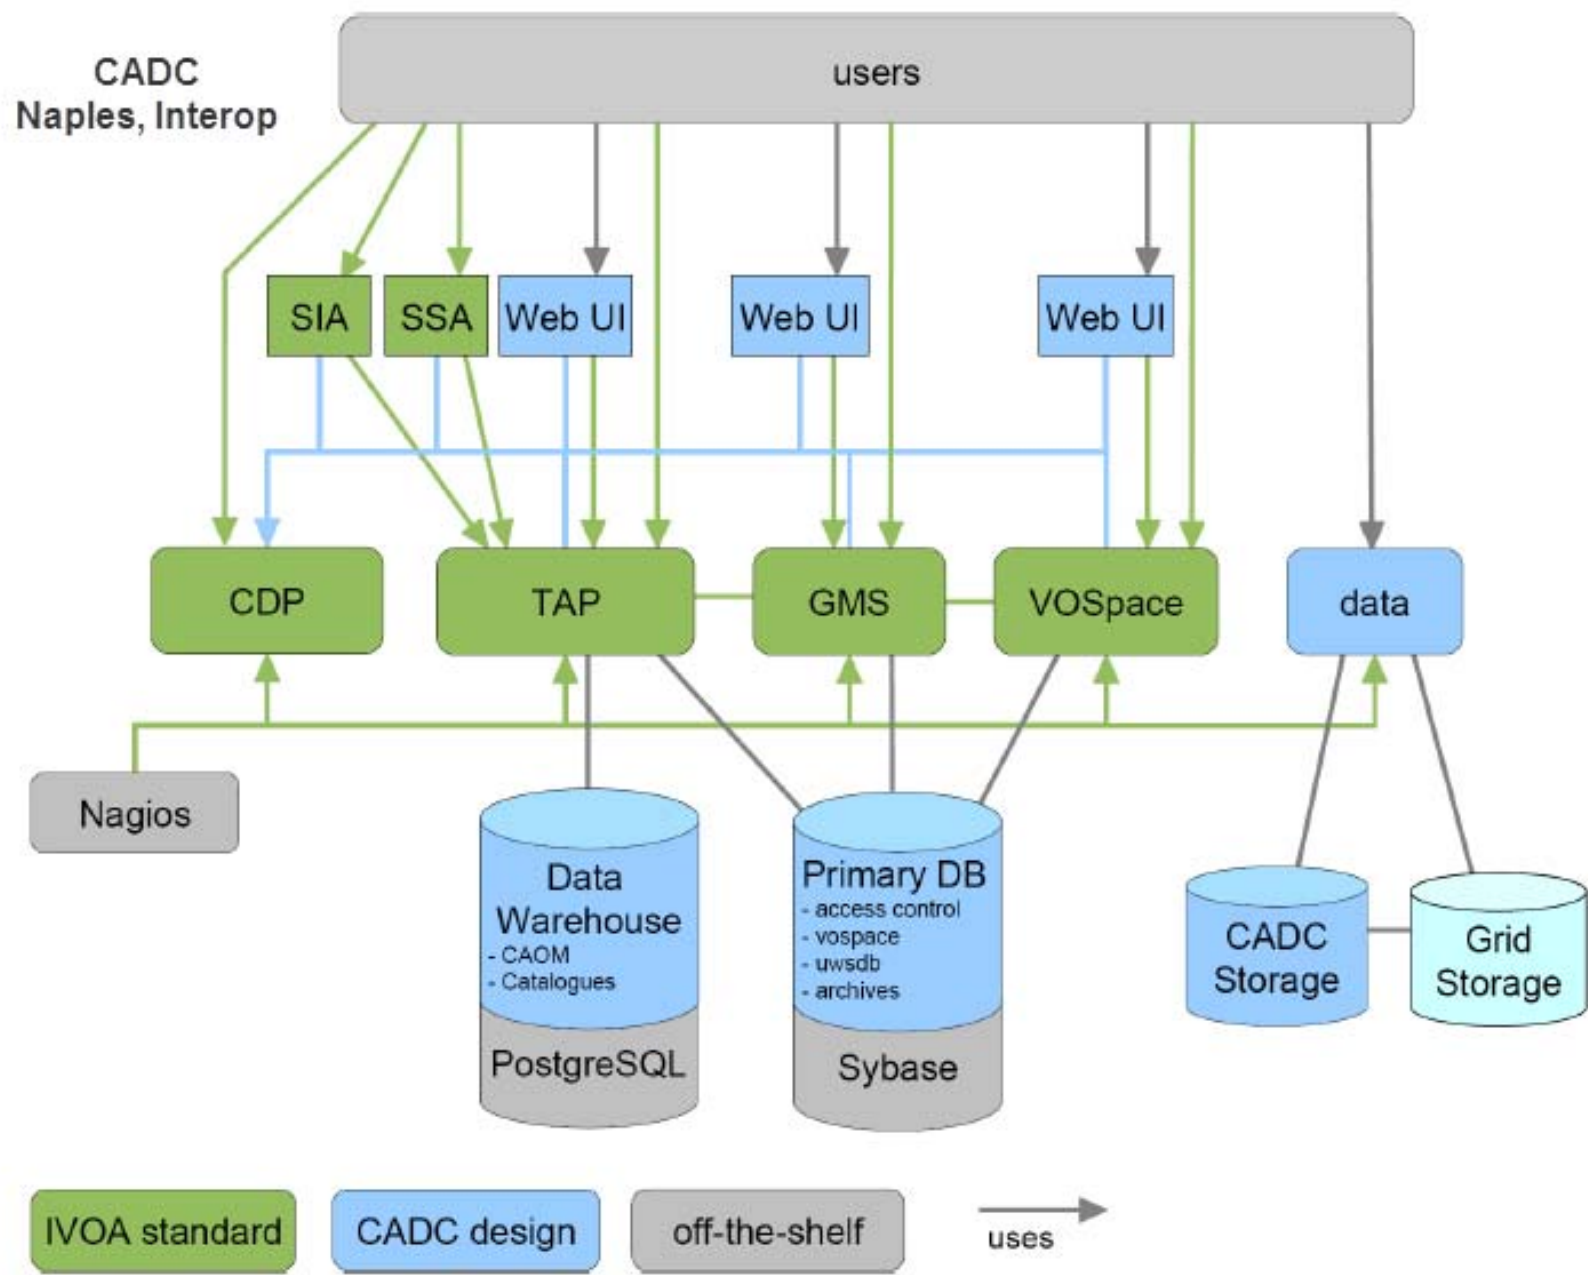 CADC
Naples, Interop
users
SIA
SSA
Web UI
Web UI
Web UI
CDP
TAP
GMS
VOSpace
data
Nagios
Data
Warehouse
- CAOM
- Catalogues
PostgreSQL
Primary DB
- access control
- vospace
- uwsdb
- archives
Sybase
CADC
Storage
Grid
Storage
IVOA standard
CADC design
off-the-shelf
uses